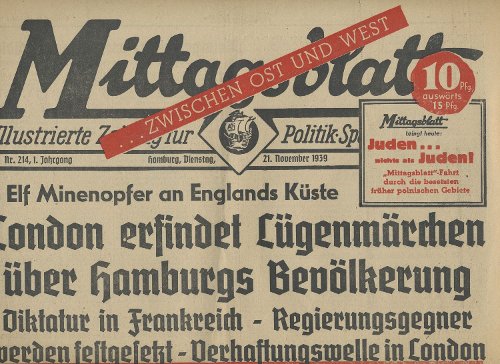 Mittagsblatt
...ZWISCHEN OST UND WEST
10 Pfg.
auswärts
15 Pfg.
Illustrierte Zeitung für Politik-Sp
Nr. 214, 1. Jahrgang Hamburg, Dienstag, 21. November 1939
Mittagsblatt
bringt heute:
Juden...
nichts als Juden!
"Mittagsblatt"-Fahrt
durch die besetzten
früher polnischen Gebiete
Elf Minenopfer an Englands Küste
London erfindet Lügenmärchen
über Hamburgs Bevölkerung
Diktatur in Frankreich - Regierungsgegner
werden festgesetzt - Verhaftungswelle in London